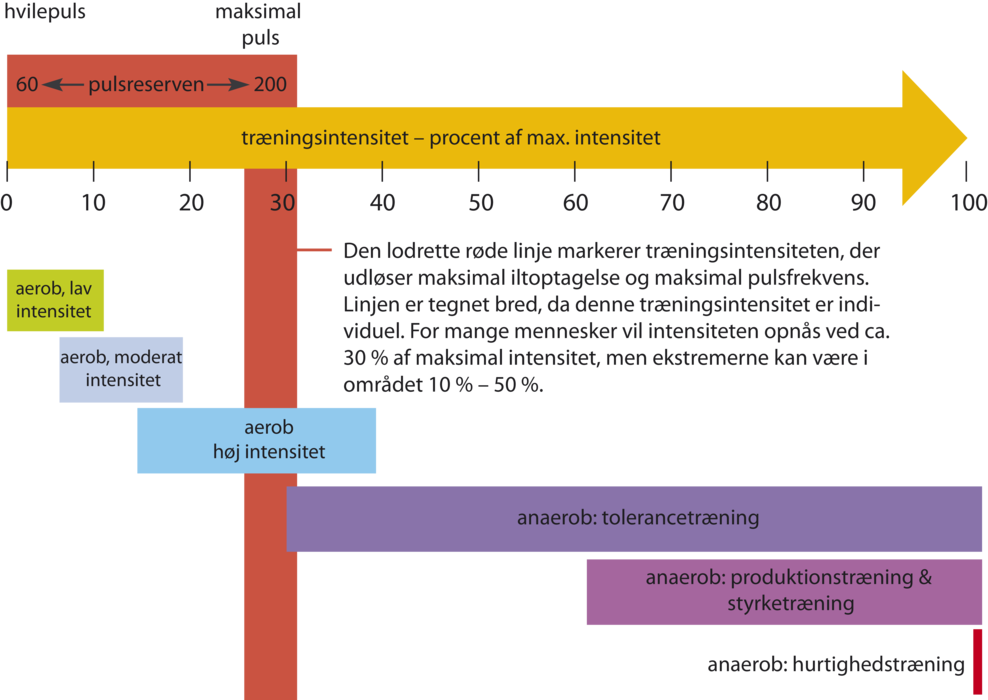 hvilepuls
maksimal
puls
60 pulsreserven 200
træningsintensitet – procent af max. intensitet
0 10 20 30 40 50 60 70 80 90 100
Den lodrette røde linje markerer træningsintensiteten, der
udløser maksimal iltoptagelse og maksimal pulsfrekvens.
Linjen er tegnet bred, da denne træningsintensitet er indi-
viduel. For mange mennesker vil intensiteten opnås ved ca.
30 % af maksimal intensitet, men ekstremerne kan være i
området 10 % – 50 %.
aerob, lav
intensitet
aerob, moderat
intensitet
aerob
høj intensitet
anaerob: tolerancetræning
anaerob: produktionstræning &
styrketræning
anaerob: hurtighedstræning